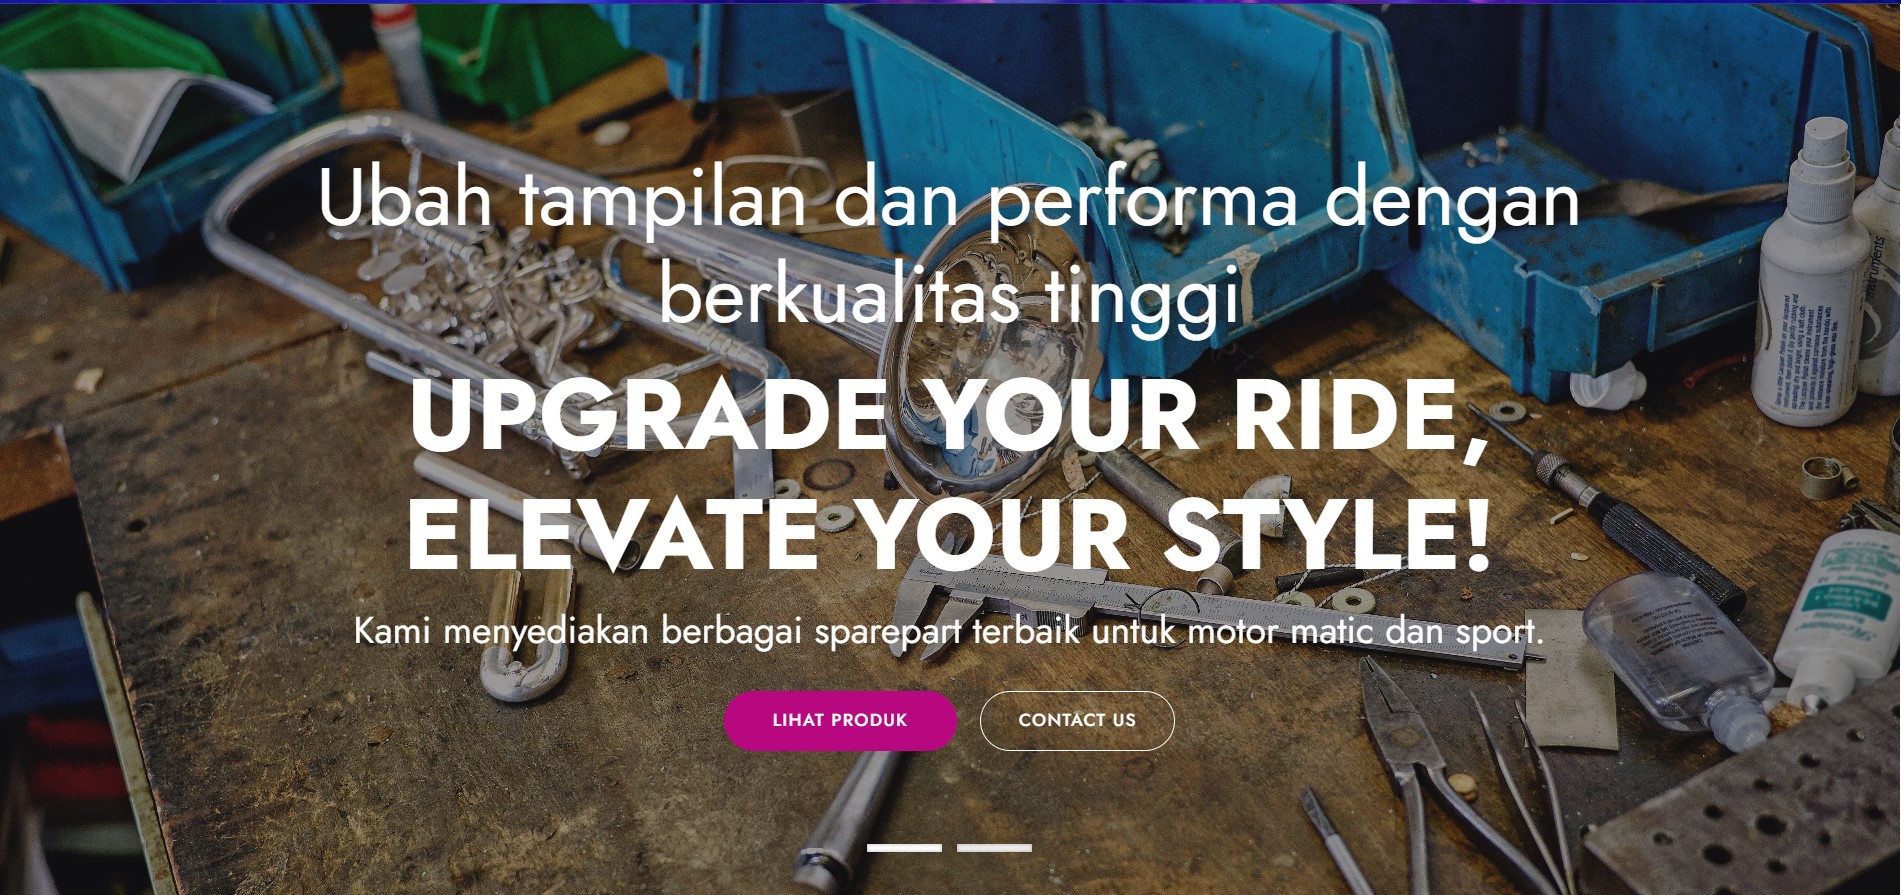 Ubah tampilan dan performa dengan
berkualitas tinggi
UPGRADE YOUR RIDE,
ELEVATE YOUR STYLE!
Kami menyediakan berbagai sparepart terbaik untuk motor matic dan sport.
LIHAT PRODUK
CONTACT US